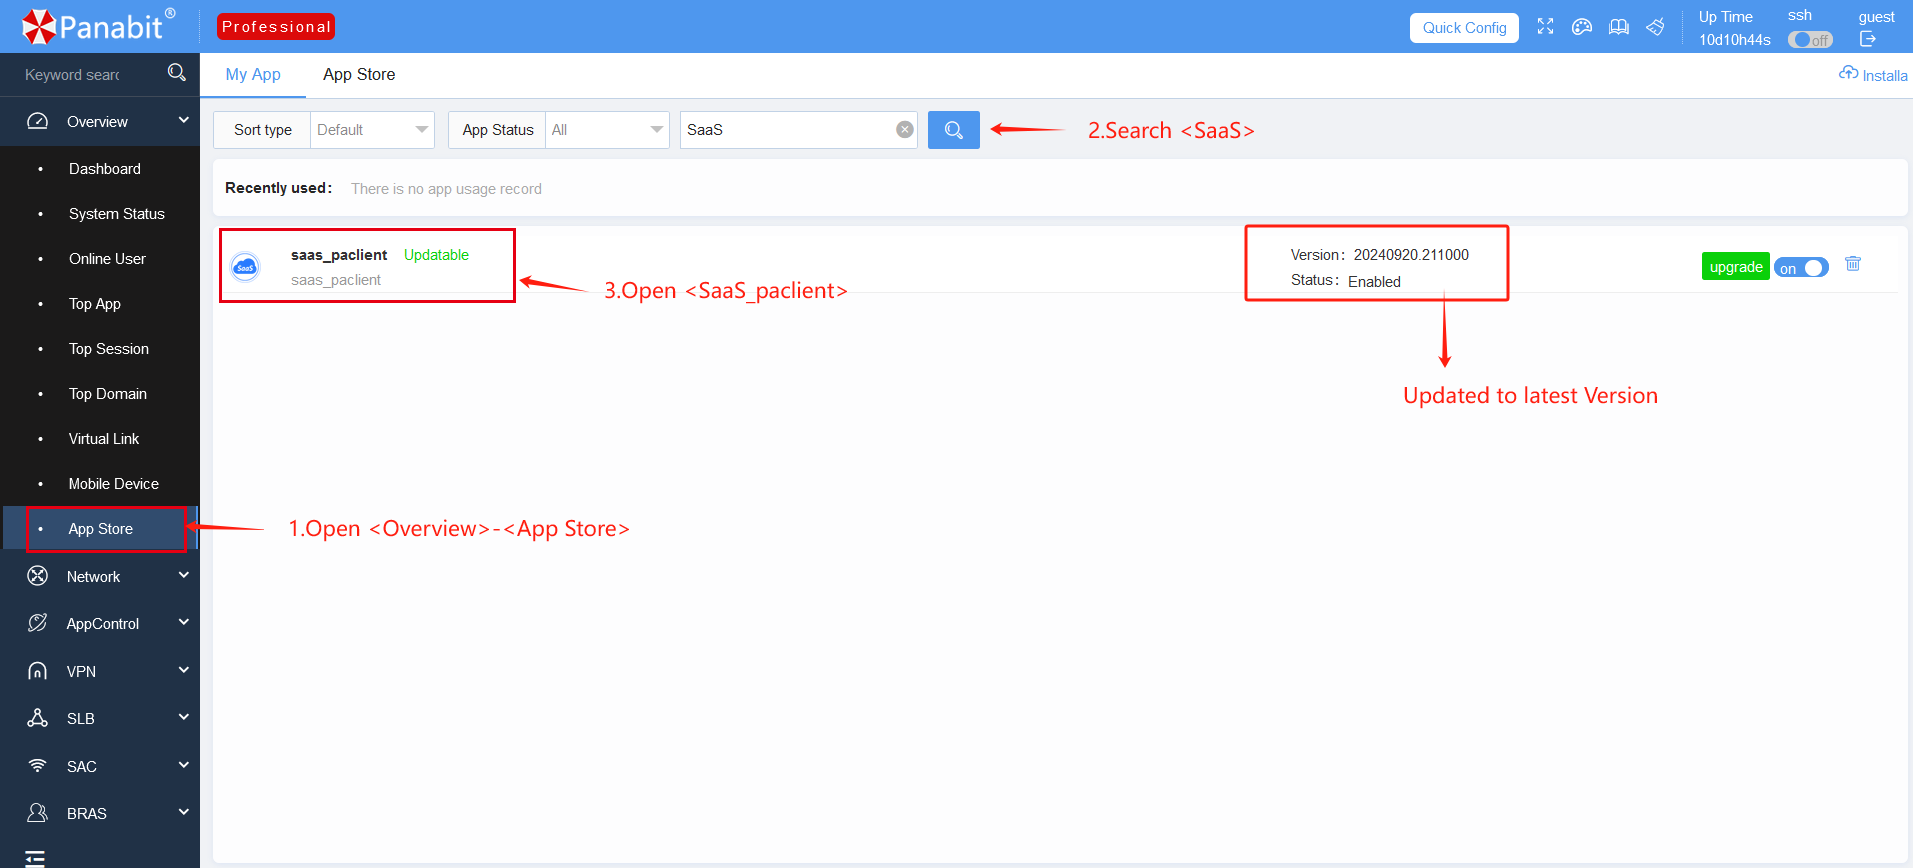 Panabit®
Professional
Quick Config
Up Time
10d10h44s
ssh
off
guest
Keyword searc
My App
App Store
Installa
Overview
Sort type
Default
App Status
All
SaaS
2.Search <SaaS>
Dashboard
System Status
Online User
Top App
Top Session
Top Domain
Virtual Link
Mobile Device
App Store
Network
AppControl
VPN
SLB
SAC
BRAS
Recently used:
There is no app usage record
SaaS
saas_paclient
Updatable
saas_paclient
3.Open <SaaS_paclient>
Version: 20240920.211000
Status: Enabled
upgrade
on
Updated to latest Version
1.Open <Overview>-<App Store>